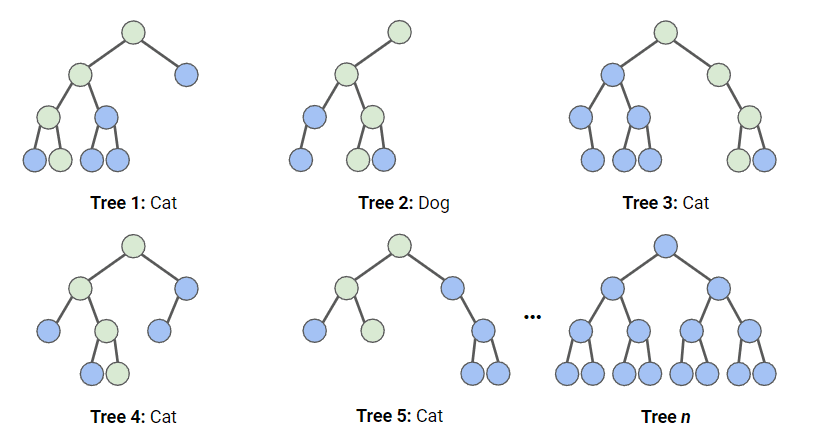 Tree 1: Cat
Tree 2: Dog
Tree 3: Cat
...
Tree 4: Cat
Tree 5: Cat
Tree n